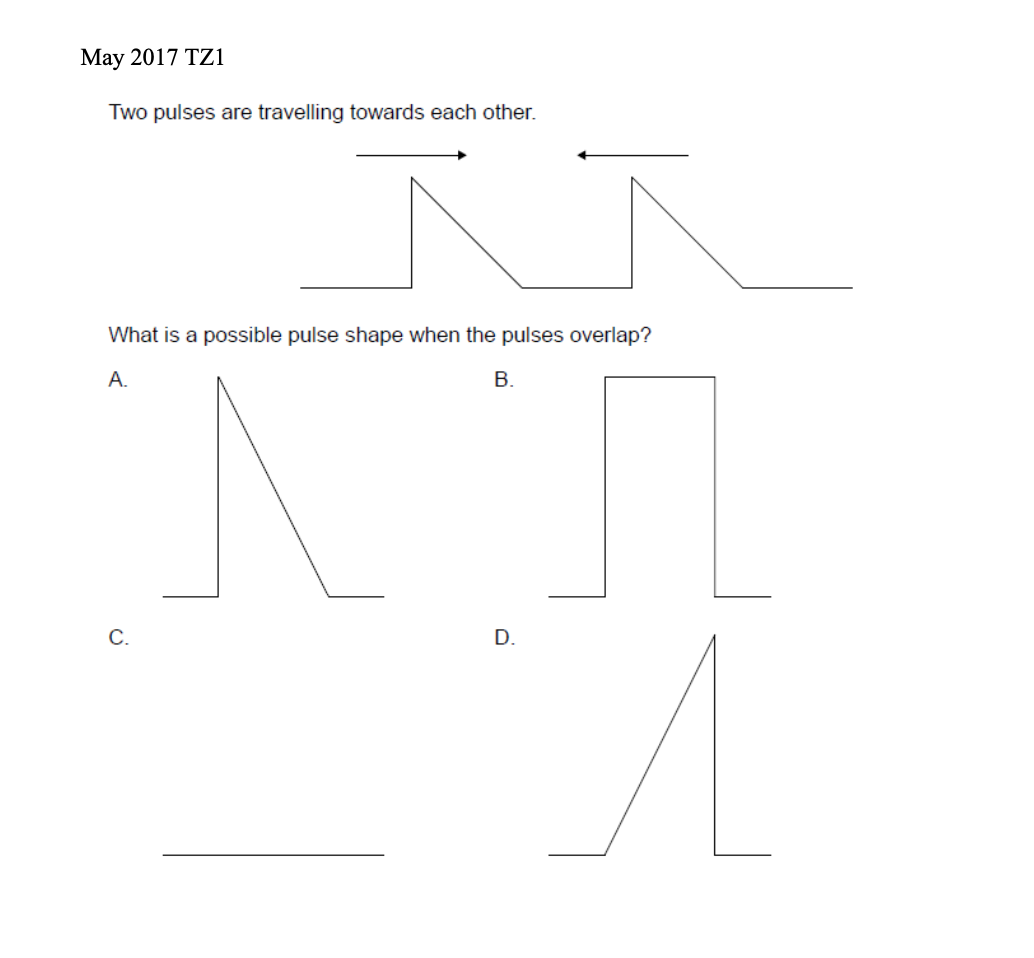 May 2017 TZ1
Two pulses are travelling towards each other.
What is a possible pulse shape when the pulses overlap?
A.
B.
C.
D.